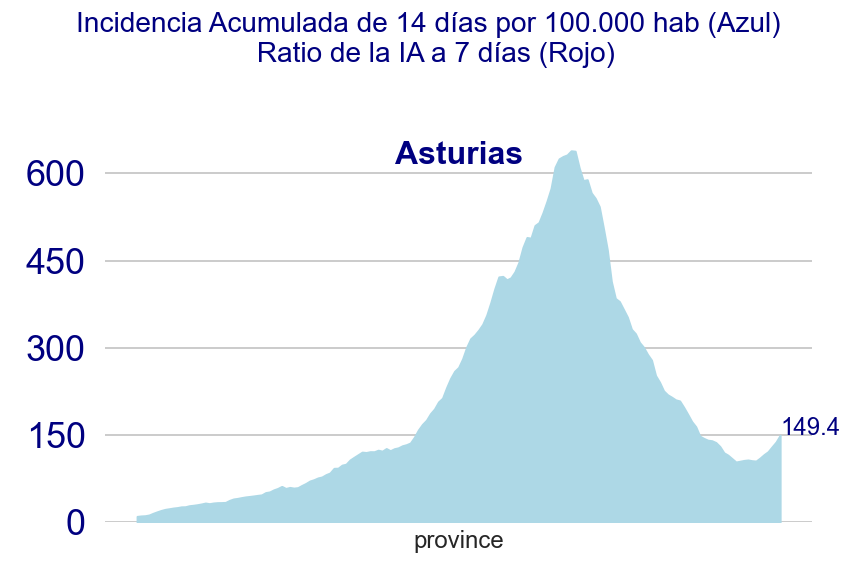 Incidencia Acumulada de 14 días por 100.000 hab (Azul)
Ratio de la IA a 7 días (Rojo)
Asturias
600
450
300
150
149.4
0
province